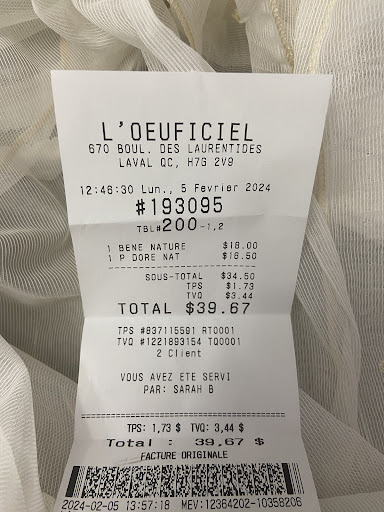 L'OEUFICIEL
670 BOUL. DES LAURENTIDES
LAVAL QC, H7G 2V9
12:46:30 Lun., 5 Fevrier 2024
#193095
TBL#200-1,2
1 BENE NATURE $18.00
1 P DORE NAT $16.50
SOUS-TOTAL $34.50
TPS $1.73
TVQ $3.44
TOTAL $39.67
TPS #837115591 RT0001
TVQ #1221893154 TQ0001
2 Client
VOUS AVEZ ETE SERVI
PAR: SARAH B
TPS: 1,73 $ TVQ: 3,44 $
Total : 39,67 $
FACTURE ORIGINALE
2024-02-05 13:57:18 MEV:12364202-10358206